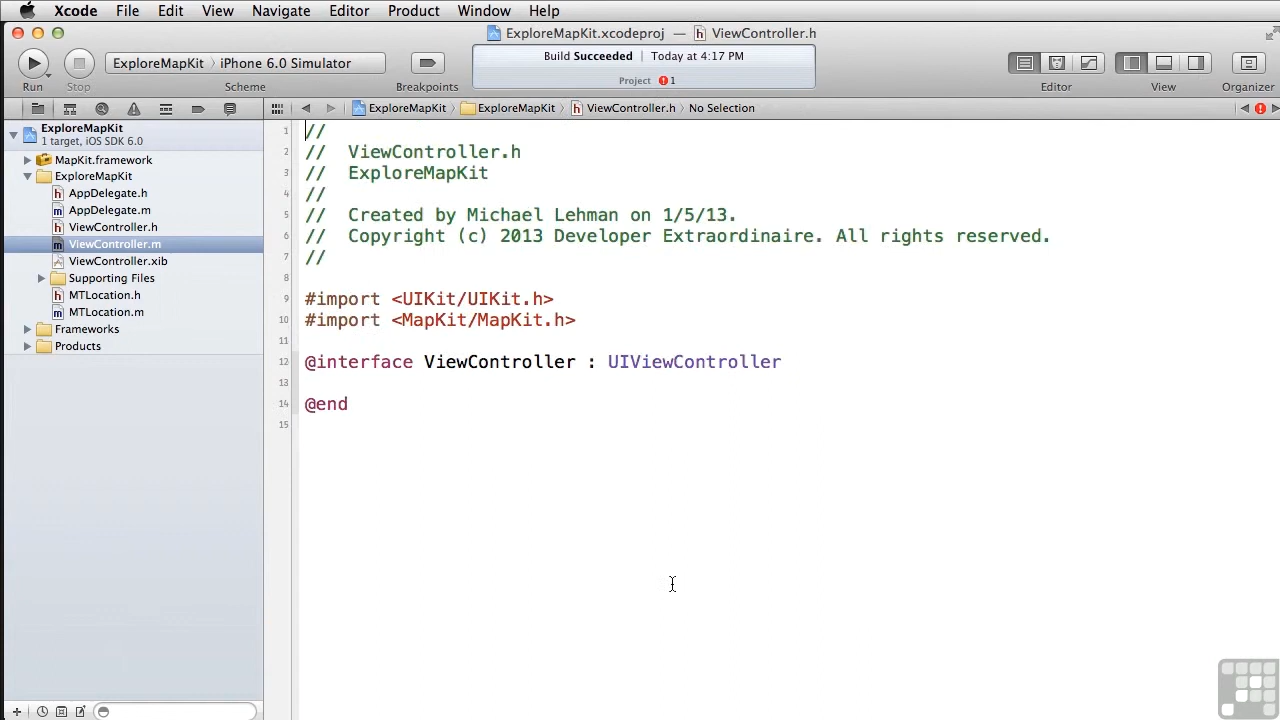 Xcode File Edit View Navigate Editor Product Window Help
ExploreMapKit.xcodeproj — ViewController.h
ExploreMapKit › iPhone 6.0 Simulator
Build Succeeded | Today at 4:17 PM
Project 1
Run Stop Scheme Breakpoints Editor View Organizer
ExploreMapKit
1 target, iOS SDK 6.0
MapKit.framework
ExploreMapKit
AppDelegate.h
AppDelegate.m
ViewController.h
ViewController.m
ViewController.xib
Supporting Files
MTLocation.h
MTLocation.m
Frameworks
Products
ExploreMapKit › ExploreMapKit › ViewController.h › No Selection
1 //
2 // ViewController.h
3 // ExploreMapKit
4 //
5 // Created by Michael Lehman on 1/5/13.
6 // Copyright (c) 2013 Developer Extraordinaire. All rights reserved.
7 //
8
9 #import <UIKit/UIKit.h>
10 #import <MapKit/MapKit.h>
11
12 @interface ViewController : UIViewController
13
14 @end
15